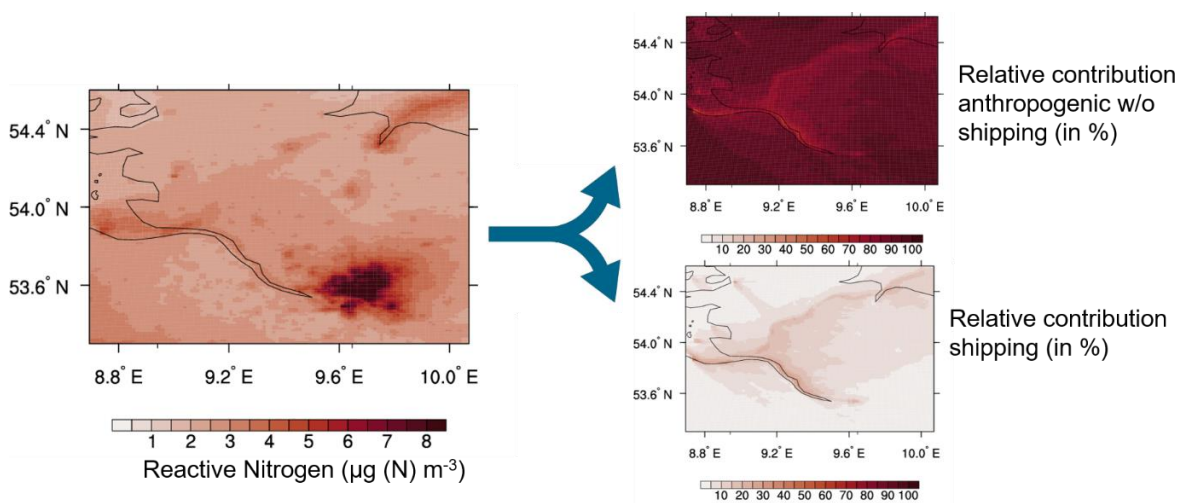 54.4° N
54.0° N
53.6° N
8.8° E 9.2° E 9.6° E 10.0° E
1 2 3 4 5 6 7 8
Reactive Nitrogen (µg (N) m-3)
54.4° N
54.0° N
53.6° N
8.8° E 9.2° E 9.6° E 10.0° E
10 20 30 40 50 60 70 80 90 100
Relative contribution
anthropogenic w/o
shipping (in %)
54.4° N
54.0° N
53.6° N
8.8° E 9.2° E 9.6° E 10.0° E
10 20 30 40 50 60 70 80 90 100
Relative contribution
shipping (in %)